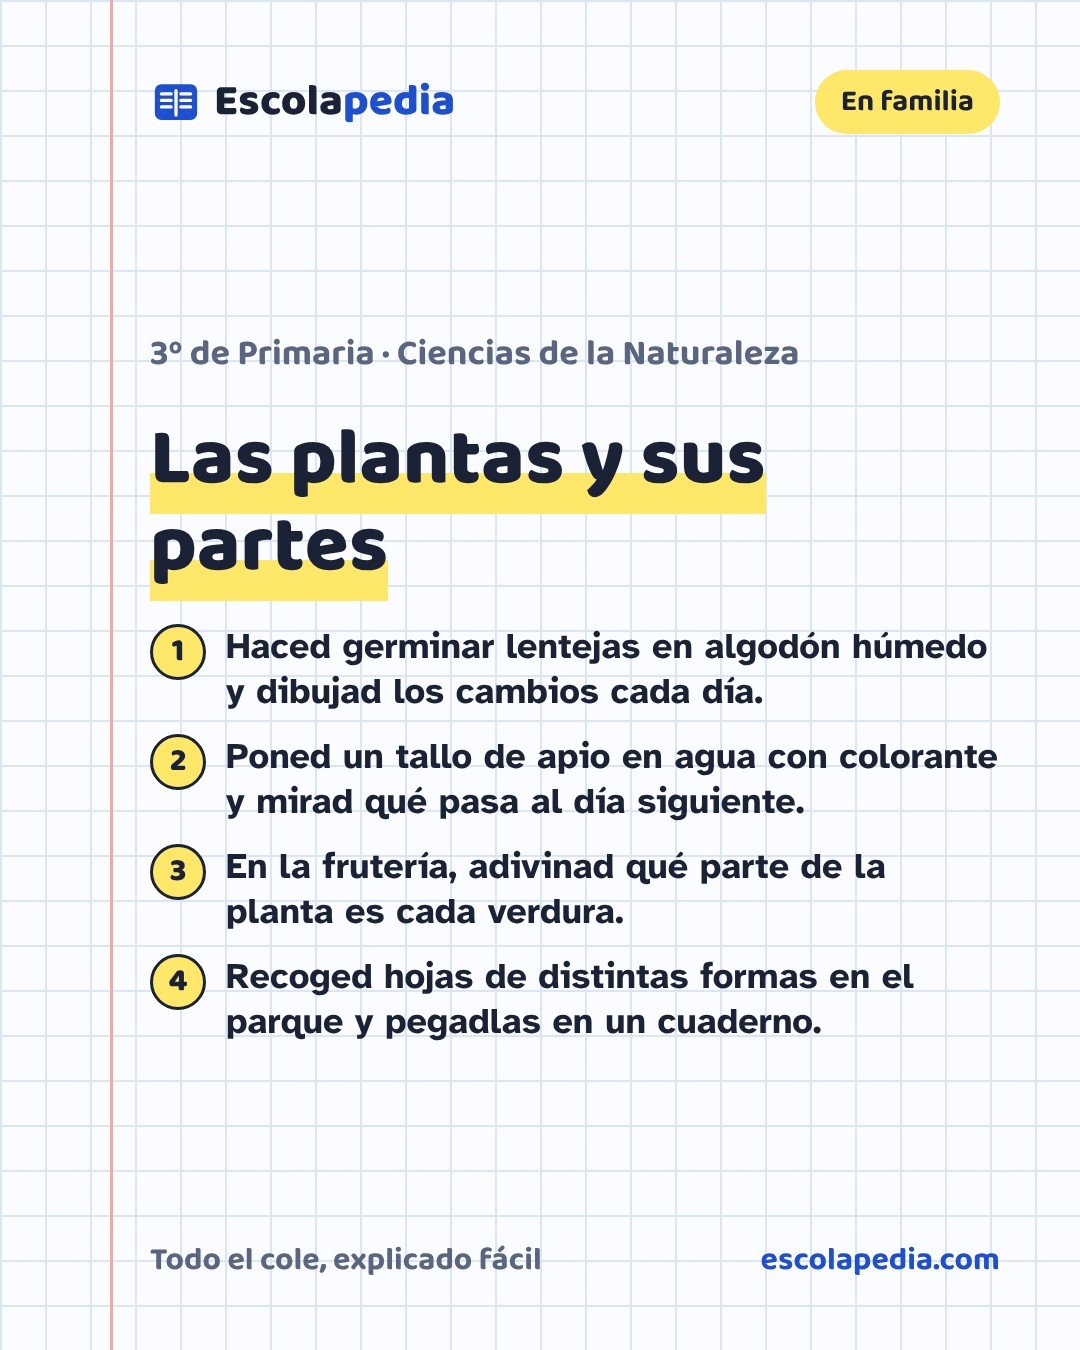 Escolapedia
En familia
3º de Primaria · Ciencias de la Naturaleza
Las plantas y sus
partes
1 Haced germinar lentejas en algodón húmedo
y dibujad los cambios cada día.
2 Poned un tallo de apio en agua con colorante
y mirad qué pasa al día siguiente.
3 En la frutería, adivinad qué parte de la
planta es cada verdura.
4 Recoged hojas de distintas formas en el
parque y pegadlas en un cuaderno.
Todo el cole, explicado fácil
escolapedia.com